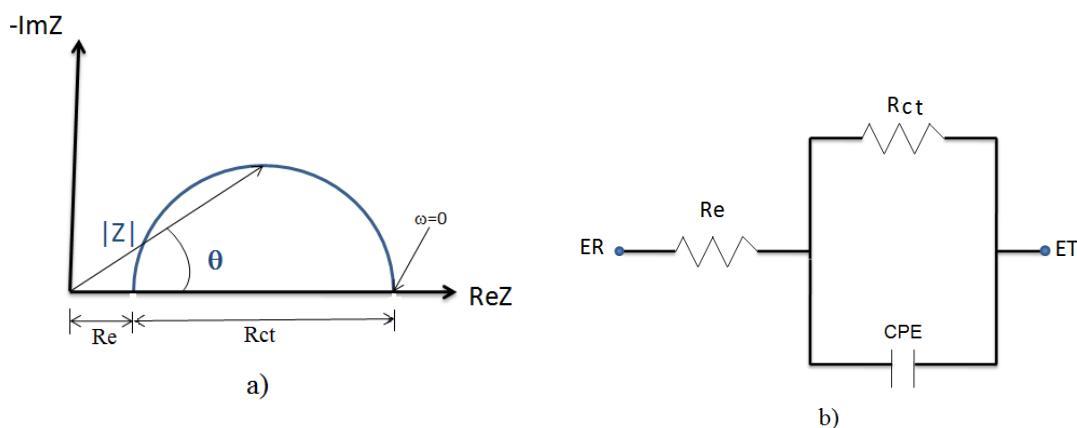 -ImZ
|Z|
θ
ω=0
ReZ
Re
Rct
a)
Rct
Re
ER
ET
CPE
b)